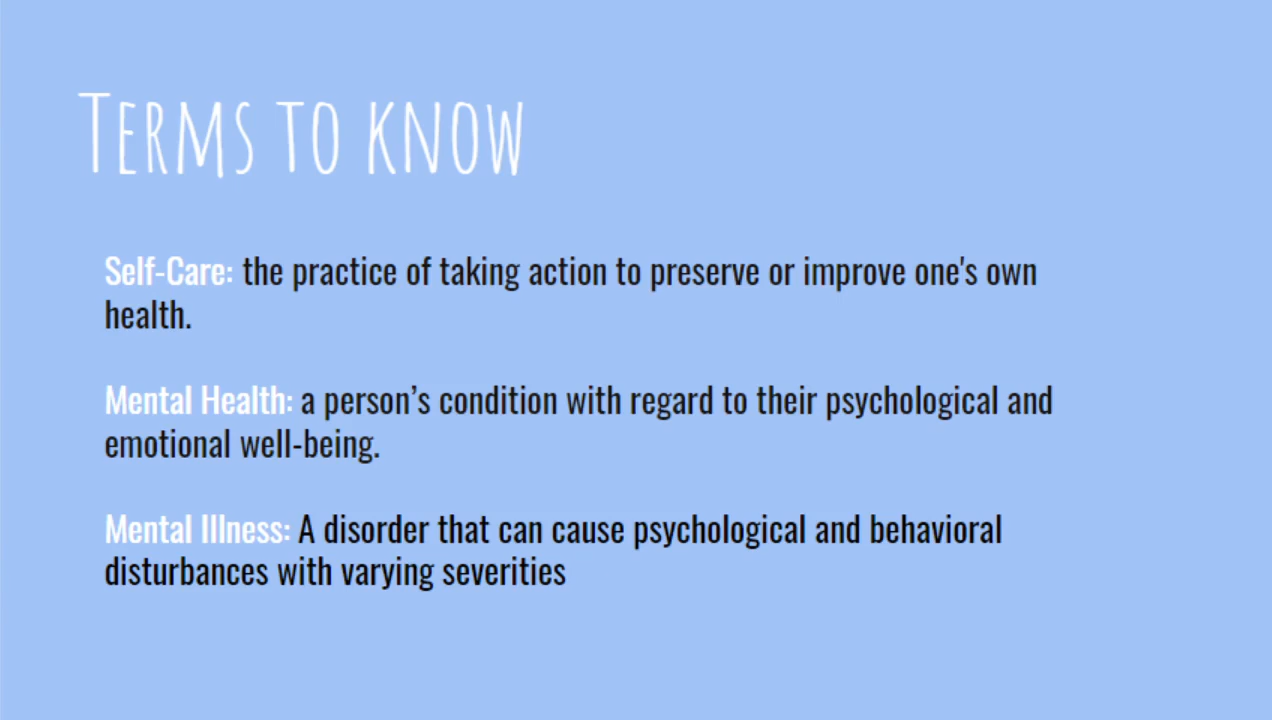 Terms to know
Self-Care: the practice of taking action to preserve or improve one's own
health.
Mental Health: a person’s condition with regard to their psychological and
emotional well-being.
Mental Illness: A disorder that can cause psychological and behavioral
disturbances with varying severities